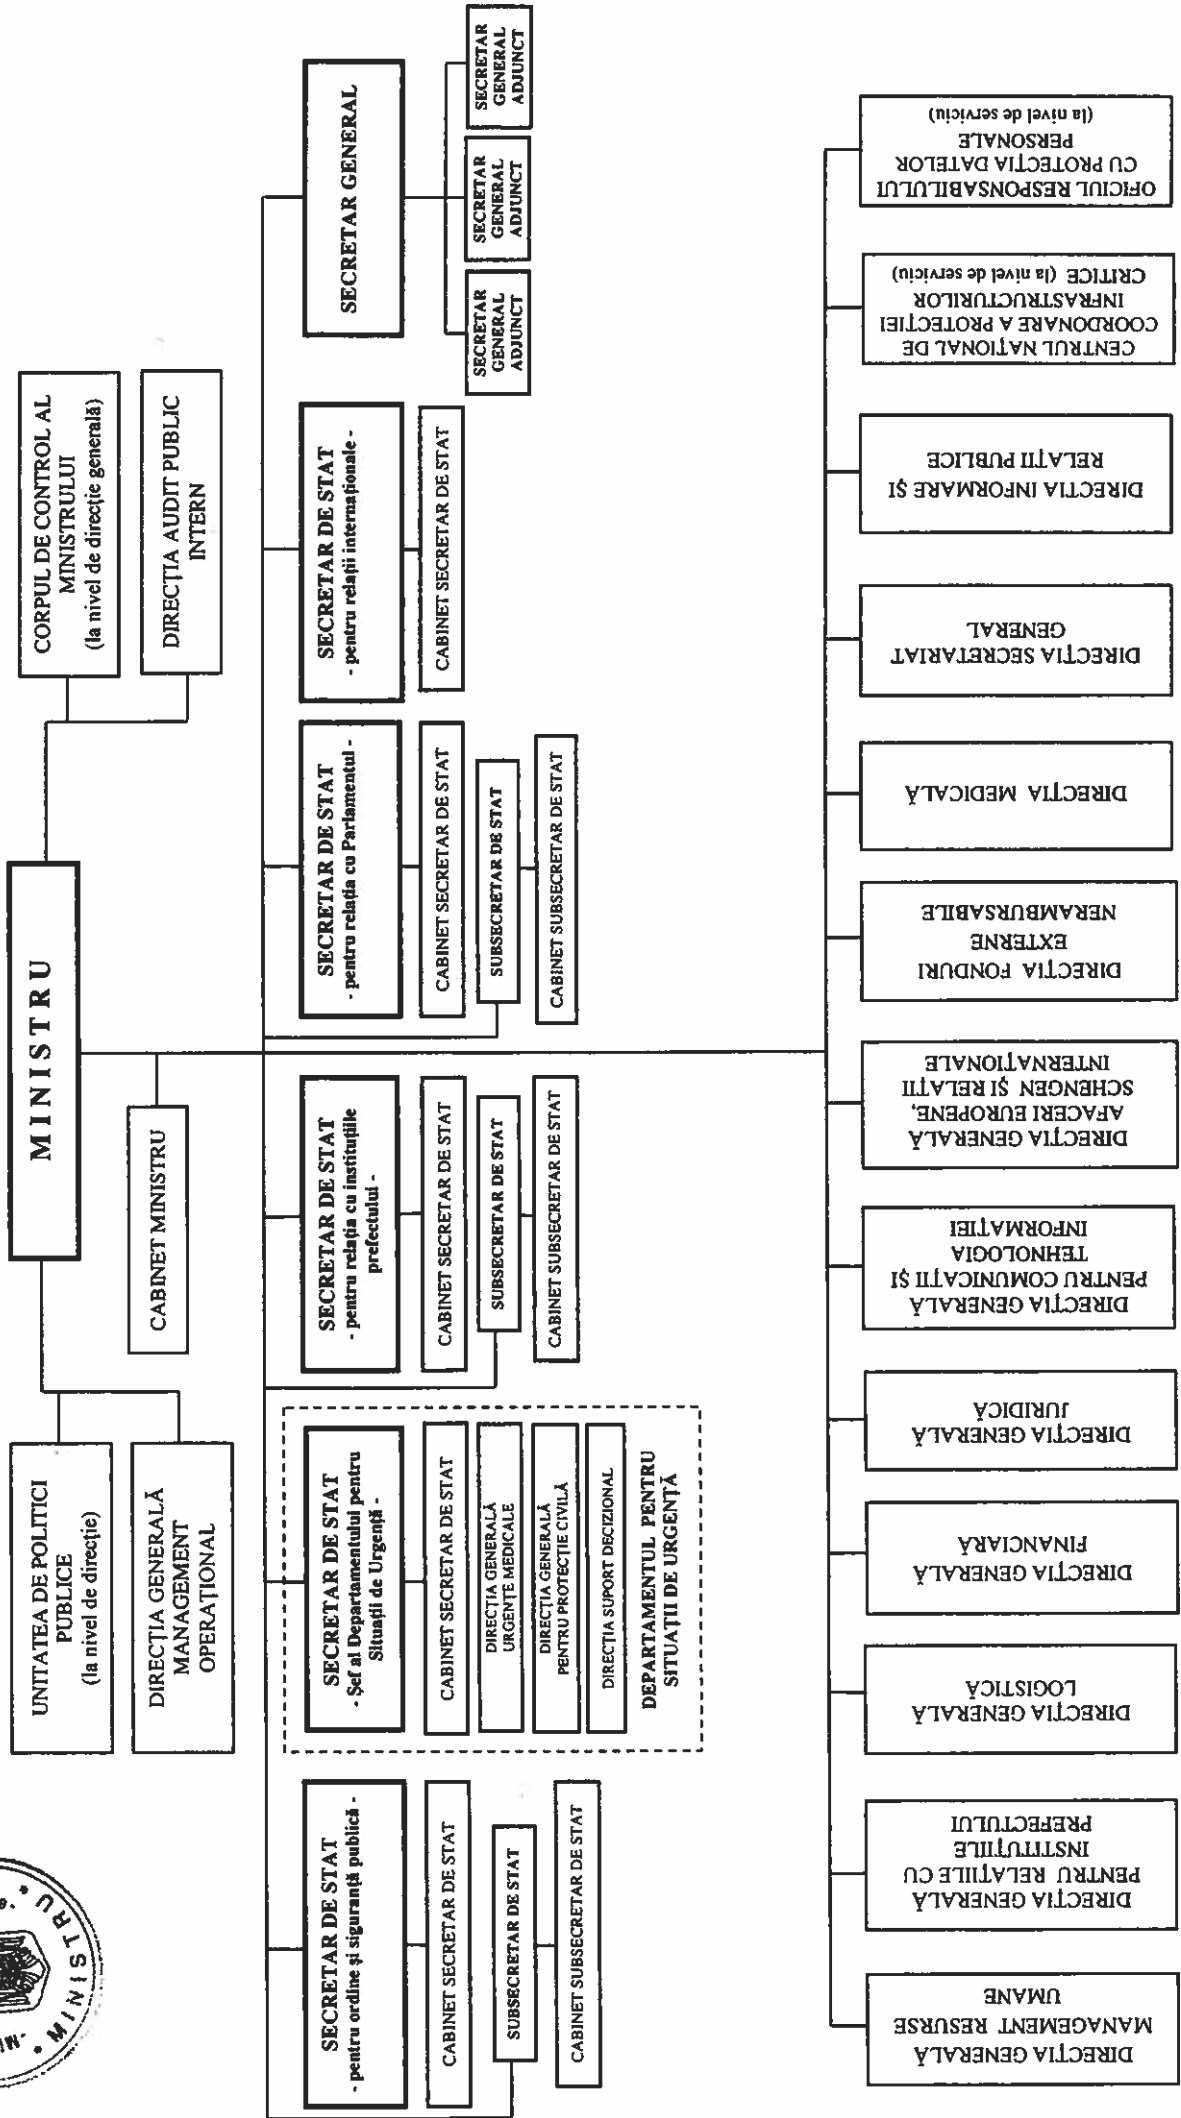 MINISTRU
UNITATEA DE POLITICI
PUBLICE
(la nivel de direcție)
DIRECȚIA GENERALĂ
MANAGEMENT
OPERAȚIONAL
CABINET MINISTRU
CORPUL DE CONTROL AL
MINISTRULUI
(la nivel de direcție generală)
DIRECȚIA AUDIT PUBLIC
INTERN
SECRETAR DE STAT
- pentru ordine și siguranță publică -
CABINET SECRETAR DE STAT
SUBSECRETAR DE STAT
CABINET SUBSECRETAR DE STAT
SECRETAR DE STAT
- Șef al Departamentului pentru
Situații de Urgență -
CABINET SECRETAR DE STAT
DIRECȚIA GENERALĂ
URGENȚE MEDICALE
DIRECȚIA GENERALĂ
PENTRU PROTECȚIE CIVILĂ
DIRECȚIA SUPORT DECIZIONAL
DEPARTAMENTUL PENTRU
SITUAȚII DE URGENȚĂ
SECRETAR DE STAT
- pentru relația cu instituțiile
prefectului -
CABINET SECRETAR DE STAT
SUBSECRETAR DE STAT
CABINET SUBSECRETAR DE STAT
SECRETAR DE STAT
- pentru relația cu Parlamentul -
CABINET SECRETAR DE STAT
SUBSECRETAR DE STAT
CABINET SUBSECRETAR DE STAT
SECRETAR DE STAT
- pentru relații internaționale -
CABINET SECRETAR DE STAT
SECRETAR GENERAL
SECRETAR
GENERAL
ADJUNCT
SECRETAR
GENERAL
ADJUNCT
SECRETAR
GENERAL
ADJUNCT
DIRECȚIA GENERALĂ
MANAGEMENT RESURSE
UMANE
DIRECȚIA GENERALĂ
PENTRU RELAȚIILE CU
INSTITUȚIILE
PREFECTULUI
DIRECȚIA GENERALĂ
LOGISTICĂ
DIRECȚIA GENERALĂ
FINANCIARĂ
DIRECȚIA GENERALĂ
JURIDICĂ
DIRECȚIA GENERALĂ
PENTRU COMUNICAȚII ȘI
TEHNOLOGIA
INFORMAȚIEI
DIRECȚIA GENERALĂ
AFACERI EUROPENE,
SCHENGEN ȘI RELAȚII
INTERNAȚIONALE
DIRECȚIA FONDURI
EXTERNE
NERAMBURSABILE
DIRECȚIA MEDICALĂ
DIRECȚIA SECRETARIAT
GENERAL
DIRECȚIA INFORMARE ȘI
RELAȚII PUBLICE
CENTRUL NAȚIONAL DE
COORDONARE A PROTECȚIEI
INFRASTRUCTURILOR
CRITICE (la nivel de serviciu)
OFICIUL RESPONSABILULUI
CU PROTECȚIA DATELOR
PERSONALE
(la nivel de serviciu)
* MINISTRU *